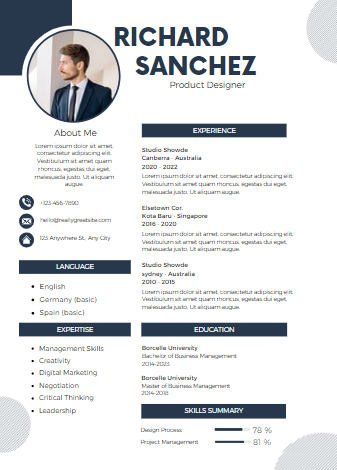 RICHARD
SANCHEZ
Product Designer
About Me
Lorem ipsum dolor sit amet,
consectetur adipiscing elit.
Vestibulum sit amet quam
rhoncus, egestas dui eget,
malesuada justo. Ut aliquam
augue.
+123-456-7890
hello@reallygreatsite.com
123 Anywhere St., Any City
LANGUAGE
English
Germany (basic)
Spain (basic)
EXPERTISE
Management Skills
Creativity
Digital Marketing
Negotiation
Critical Thinking
Leadership
EXPERIENCE
Studio Showde
Canberra - Australia
2020 - 2022
Lorem ipsum dolor sit amet, consectetur adipiscing elit.
Vestibulum sit amet quam rhoncus, egestas dui eget,
malesuada justo. Ut aliquam augue.
Elsetown Cor.
Kota Baru - Singapore
2016 - 2020
Lorem ipsum dolor sit amet, consectetur adipiscing elit.
Vestibulum sit amet quam rhoncus, egestas dui eget,
malesuada justo. Ut aliquam augue.
Studio Showde
sydney - Australia
2010 - 2015
Lorem ipsum dolor sit amet, consectetur adipiscing elit.
Vestibulum sit amet quam rhoncus, egestas dui eget,
malesuada justo. Ut aliquam augue.
EDUCATION
Borcelle University
Bachelor of Business Management
2014-2023
Borcelle University
Master of Business Management
2014-2018
SKILLS SUMMARY
Design Process 78 %
Project Management 81 %